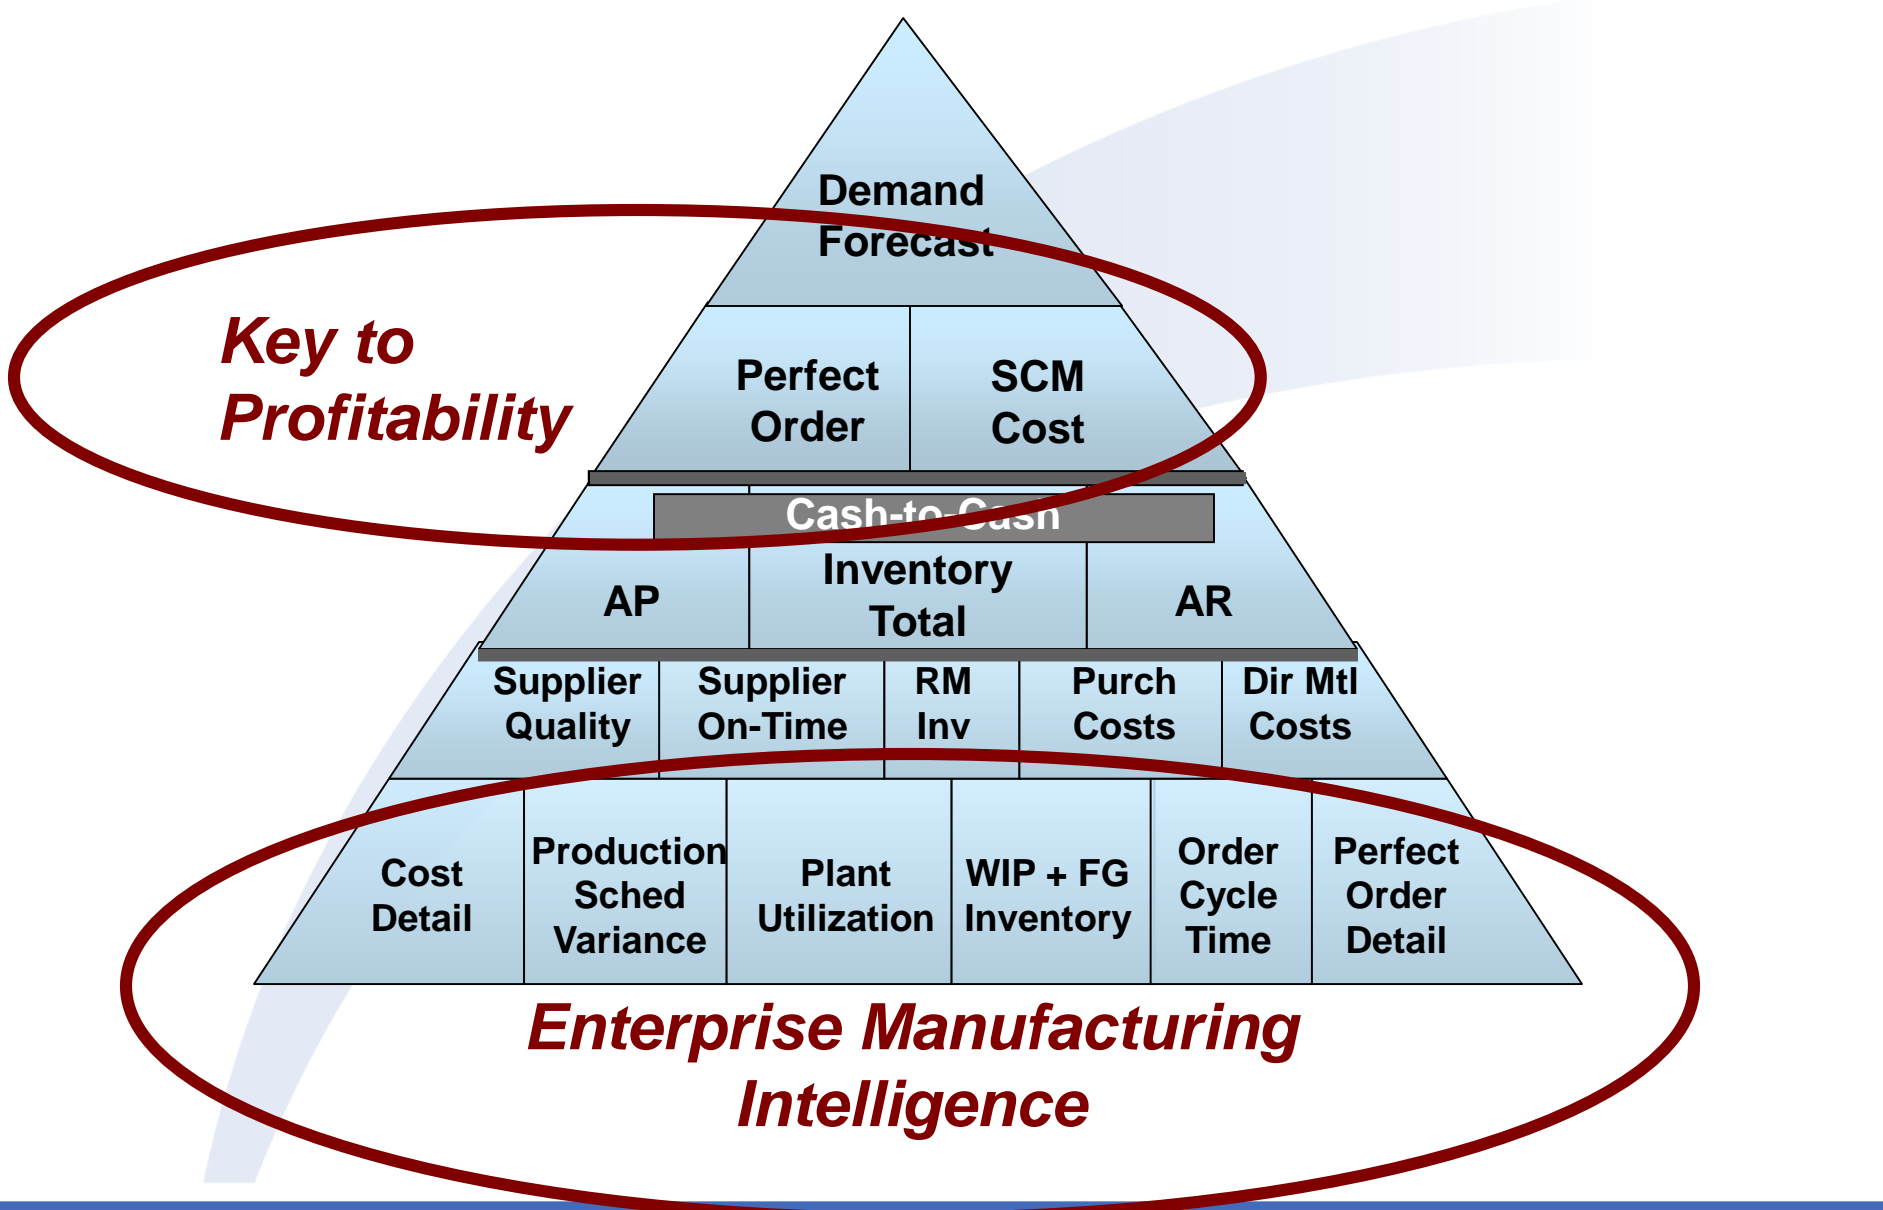 Demand
Forecast
Key to
Profitability
Perfect
Order
SCM
Cost
Cash-to-Cash
AP
Inventory
Total
AR
Supplier
Quality
Supplier
On-Time
RM
Inv
Purch
Costs
Dir Mtl
Costs
Cost
Detail
Production
Sched
Variance
Plant
Utilization
WIP + FG
Inventory
Order
Cycle
Time
Perfect
Order
Detail
Enterprise Manufacturing
Intelligence